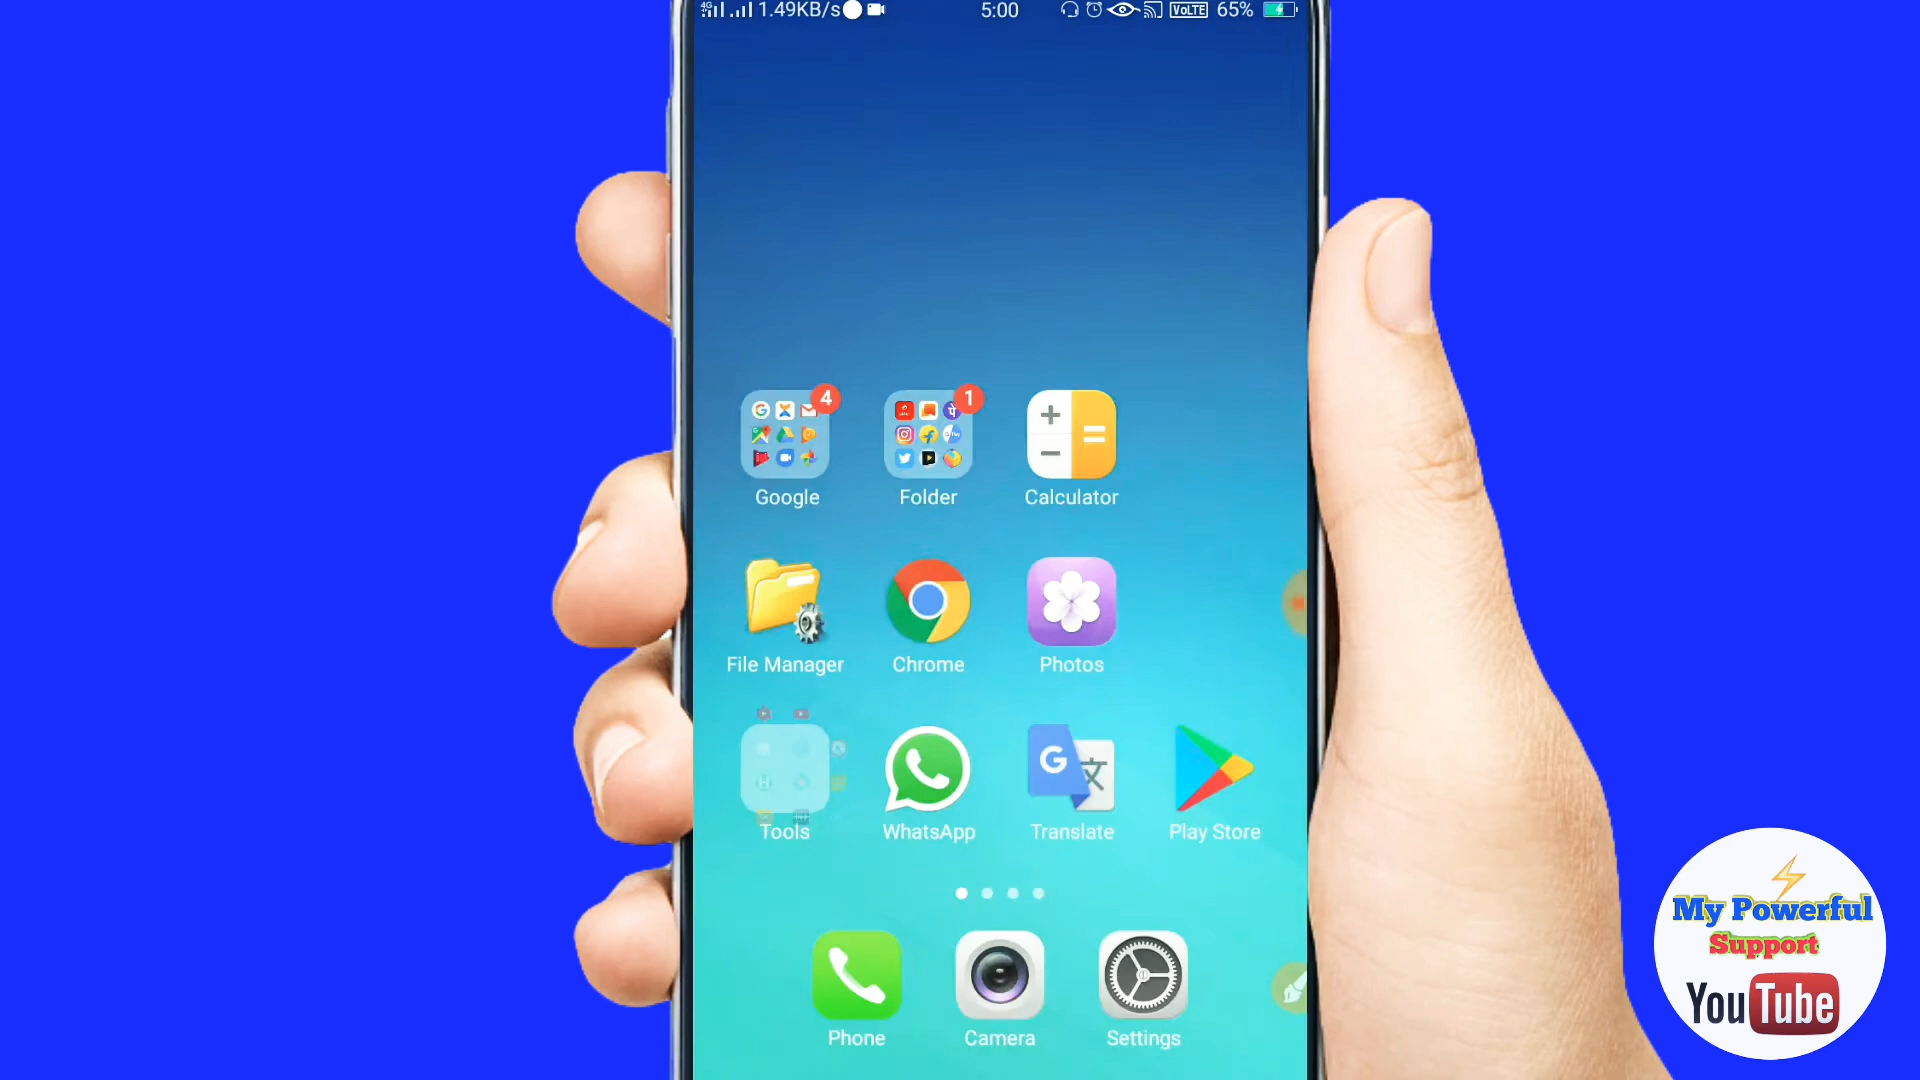 4G 1.49KB/s 5:00 VoLTE 65%
4 1
Google Folder Calculator
File Manager Chrome Photos
Tools WhatsApp Translate Play Store
Phone Camera Settings
My Powerful
Support
YouTube